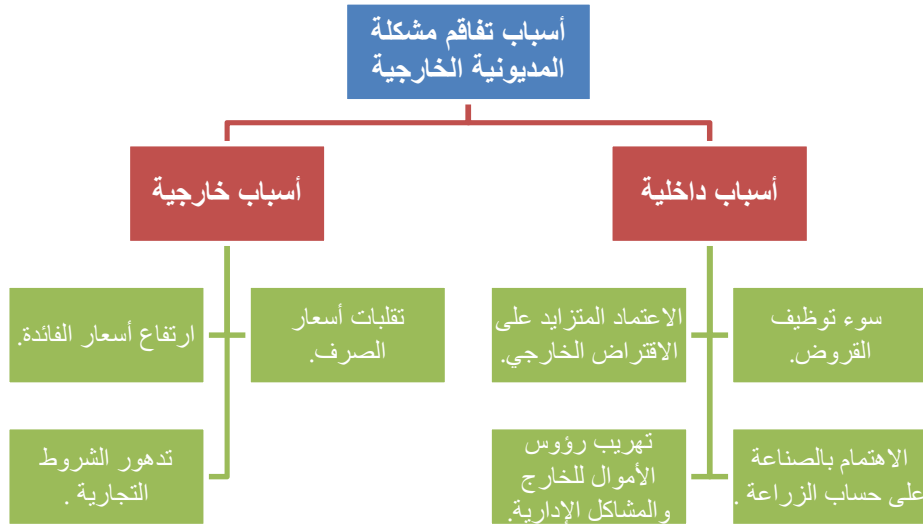 أسباب تفاقم مشكلة
المديونية الخارجية
أسباب داخلية
أسباب خارجية
سوء توظيف
القروض.
الاعتماد المتزايد على
الاقتراض الخارجي.
الاهتمام بالصناعة
على حساب الزراعة .
تهريب رؤوس
الأموال للخارج
والمشاكل الإدارية.
تقلبات أسعار
الصرف.
ارتفاع أسعار الفائدة.
تدهور الشروط
التجارية .